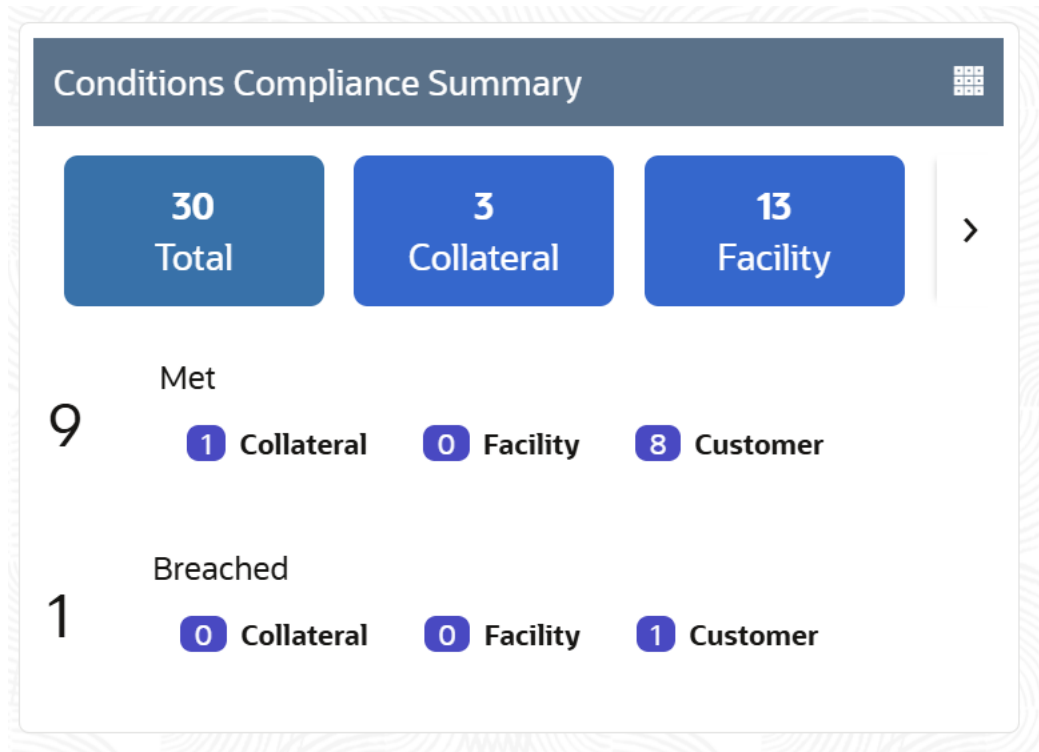 Conditions Compliance Summary
30
Total
3
Collateral
13
Facility
9
Met
1 Collateral
0 Facility
8 Customer
1
Breached
0 Collateral
0 Facility
1 Customer